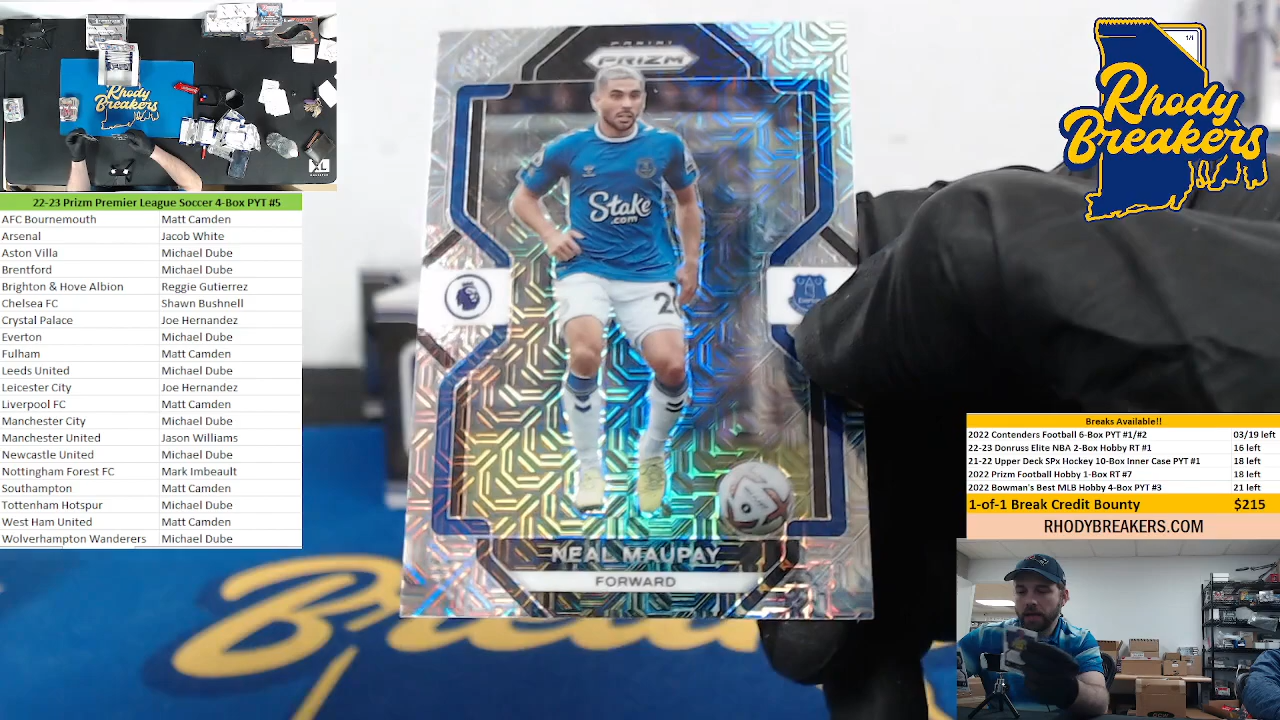 Rhody
Breakers
22-23 Prizm Premier League Soccer 4-Box PYT #5
AFC Bournemouth Matt Camden
Arsenal Jacob White
Aston Villa Michael Dube
Brentford Michael Dube
Brighton & Hove Albion Reggie Gutierrez
Chelsea FC Shawn Bushnell
Crystal Palace Joe Hernandez
Everton Michael Dube
Fulham Matt Camden
Leeds United Michael Dube
Leicester City Joe Hernandez
Liverpool FC Matt Camden
Manchester City Michael Dube
Manchester United Jason Williams
Newcastle United Michael Dube
Nottingham Forest FC Mark Imbeault
Southampton Matt Camden
Tottenham Hotspur Michael Dube
West Ham United Matt Camden
Wolverhampton Wanderers Michael Dube
PANINI
PRIZM
Stake
.com
Everton
NEAL MAUPAY
FORWARD
1/1
Rhody
Breakers
Breaks Available!!
2022 Contenders Football 6-Box PYT #1/#2 03/19 left
22-23 Donruss Elite NBA 2-Box Hobby RT #1 16 left
21-22 Upper Deck SPx Hockey 10-Box Inner Case PYT #1 18 left
2022 Prizm Football Hobby 1-Box RT #7 18 left
2022 Bowman's Best MLB Hobby 4-Box PYT #3 21 left
1-of-1 Break Credit Bounty $215
RHODYBREAKERS.COM